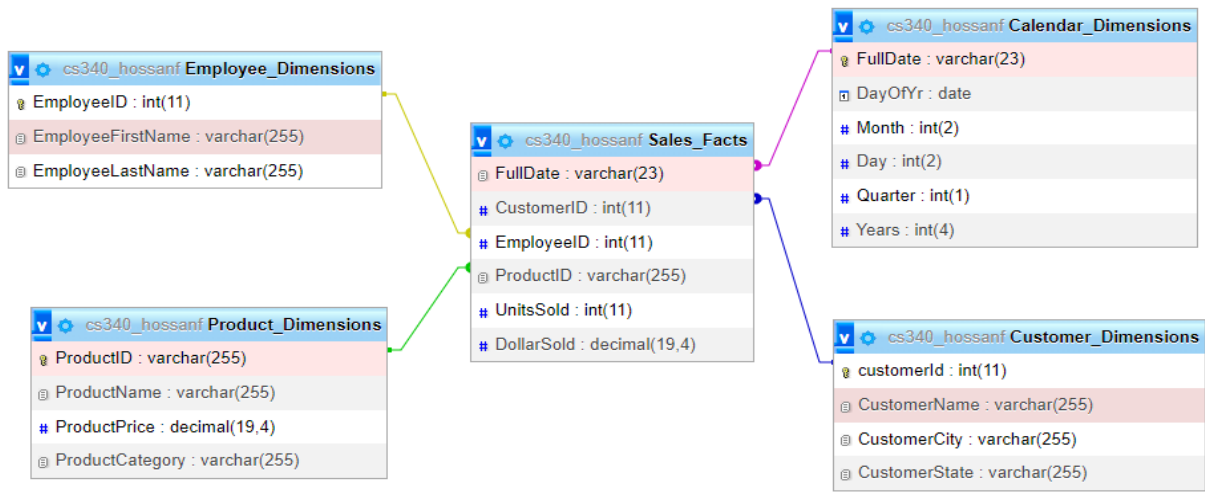 v cs340_hossanf Employee_Dimensions
EmployeeID : int(11)
EmployeeFirstName : varchar(255)
EmployeeLastName : varchar(255)
v cs340_hossanf Product_Dimensions
ProductID : varchar(255)
ProductName : varchar(255)
# ProductPrice : decimal(19,4)
ProductCategory : varchar(255)
v cs340_hossanf Sales_Facts
FullDate : varchar(23)
# CustomerID : int(11)
# EmployeeID : int(11)
ProductID : varchar(255)
# UnitsSold : int(11)
# DollarSold : decimal(19,4)
v cs340_hossanf Calendar_Dimensions
FullDate : varchar(23)
DayOfYr : date
# Month : int(2)
# Day : int(2)
# Quarter : int(1)
# Years : int(4)
v cs340_hossanf Customer_Dimensions
customerId : int(11)
CustomerName : varchar(255)
CustomerCity : varchar(255)
CustomerState : varchar(255)